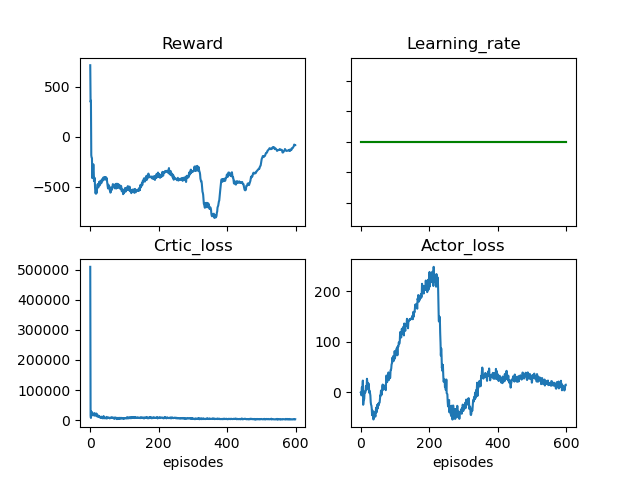 Reward
Learning_rate
500
0
−500
Crtic_loss
Actor_loss
500000
400000
300000
200000
100000
0
200
100
0
0 200 400 600
0 200 400 600
episodes
episodes